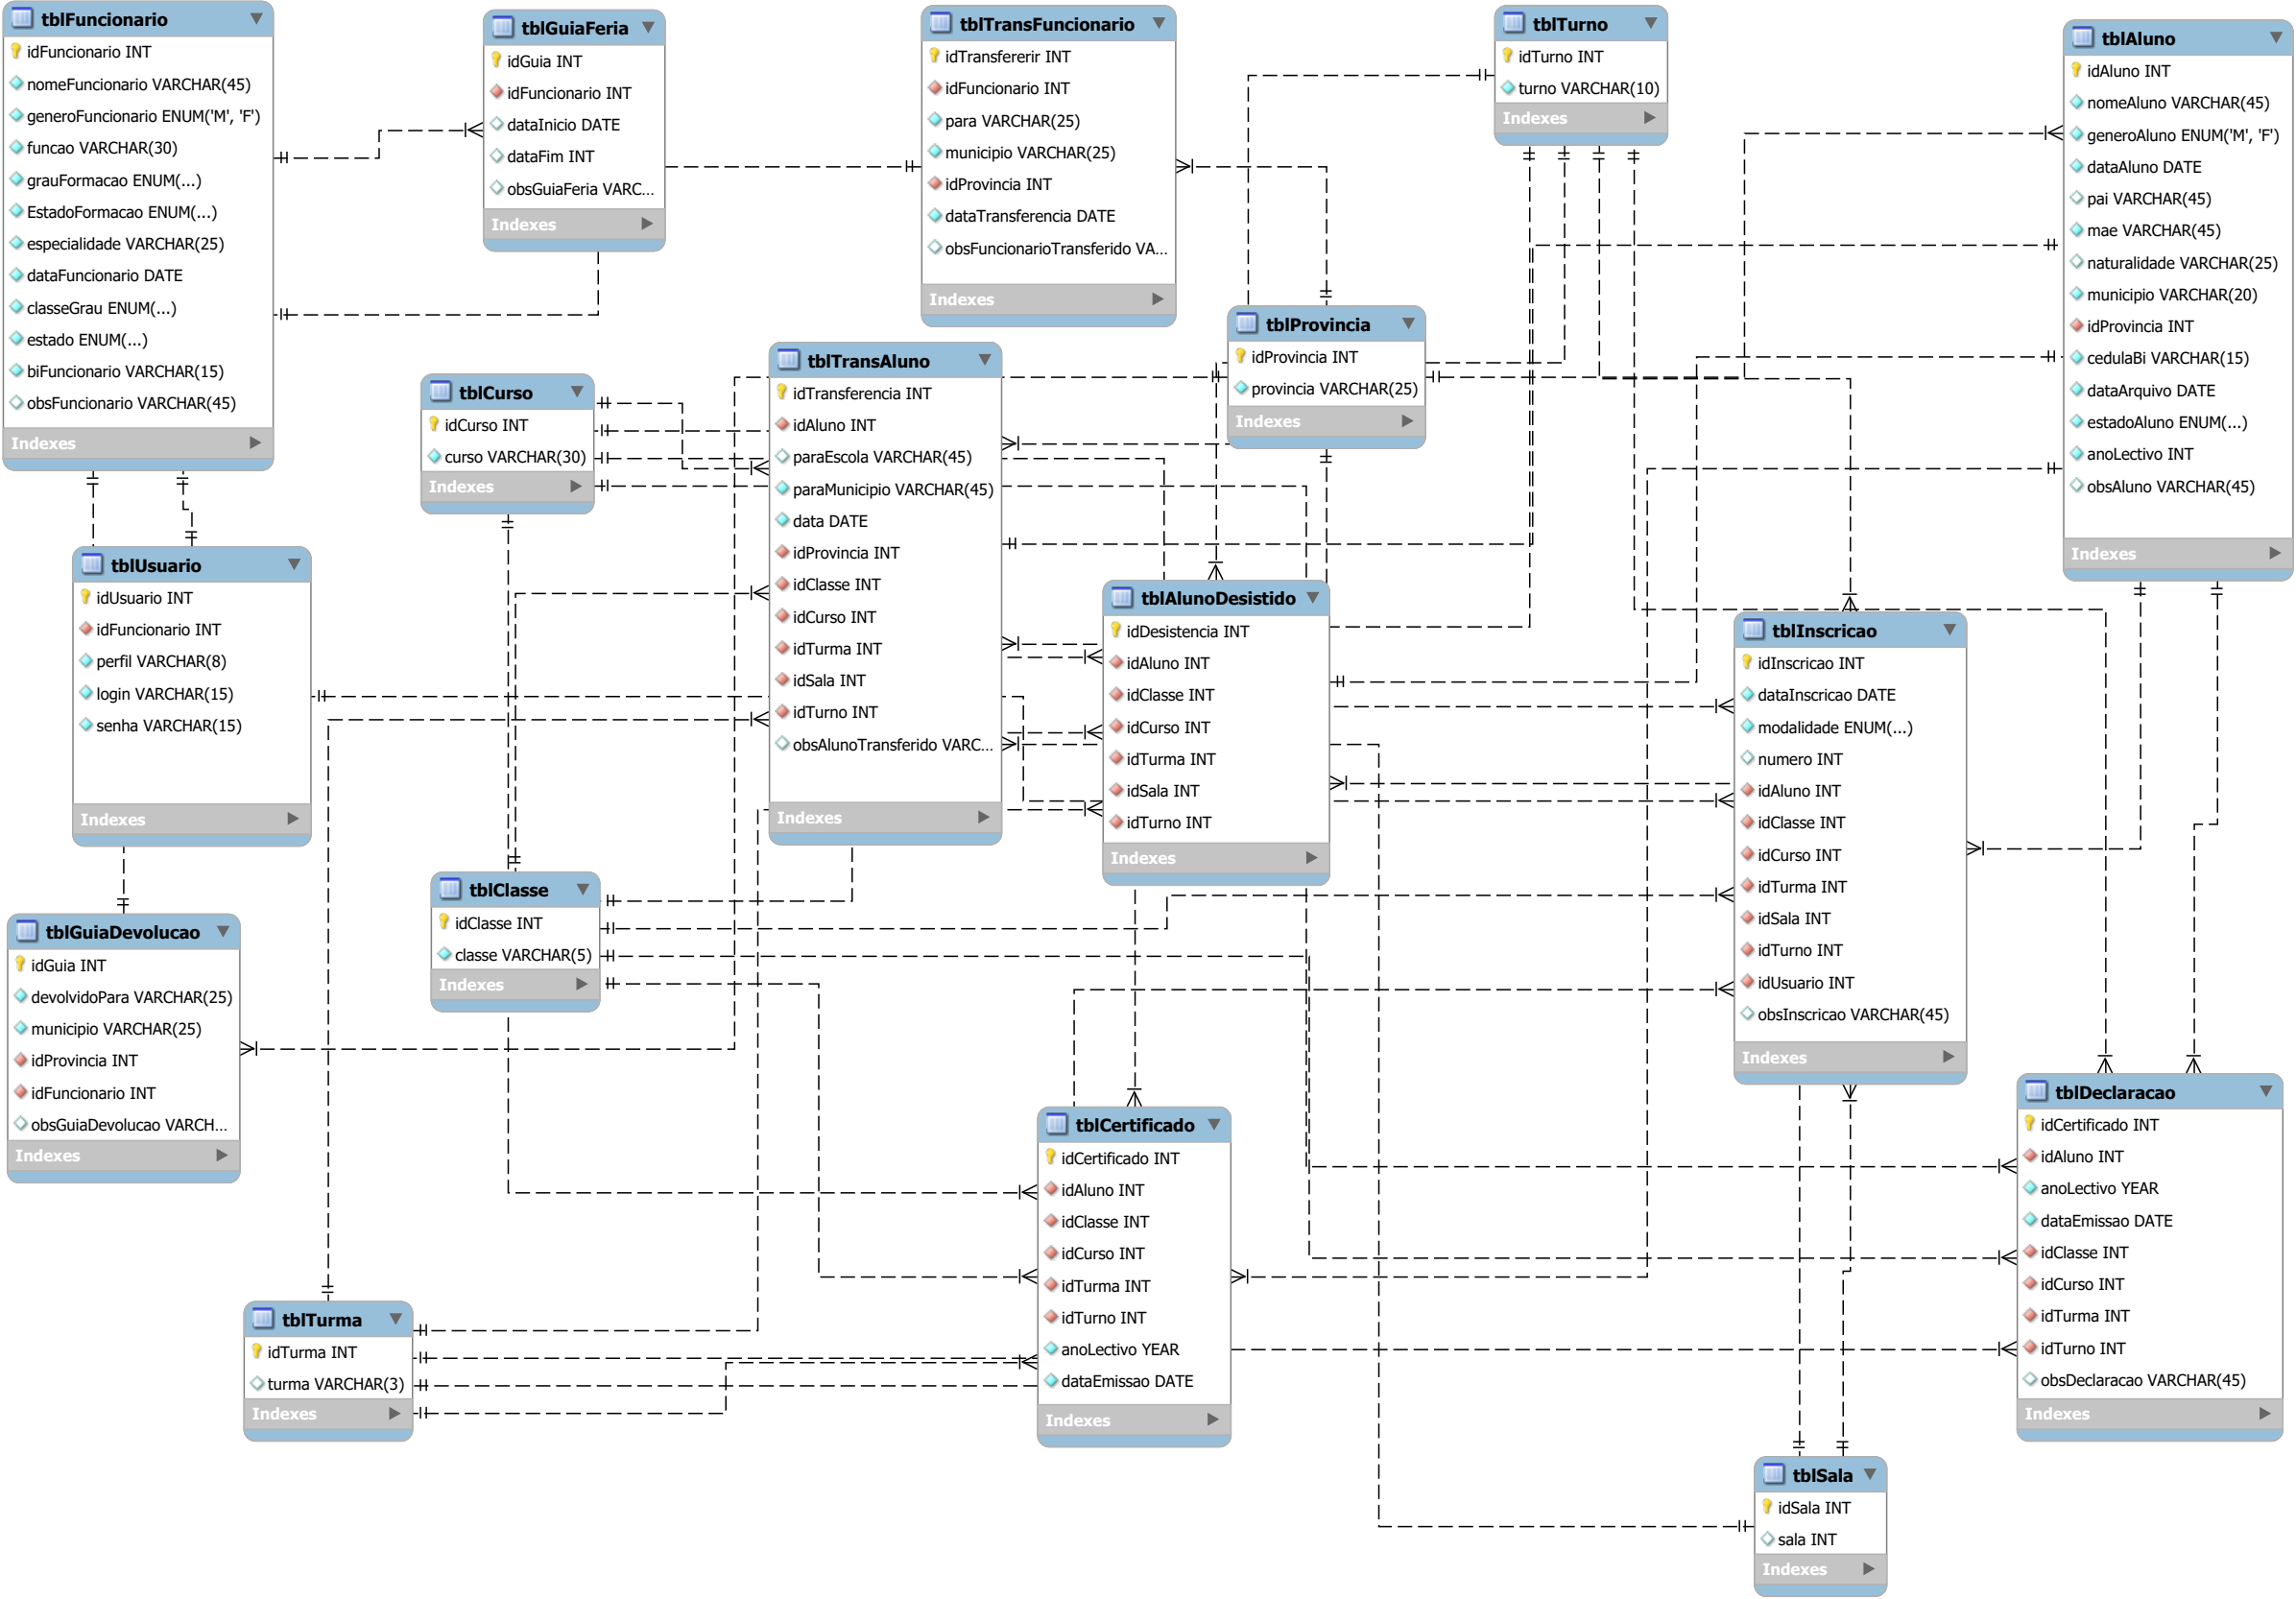 tblFuncionario
idFuncionario INT
nomeFuncionario VARCHAR(45)
generoFuncionario ENUM('M', 'F')
funcao VARCHAR(30)
grauFormacao ENUM(...)
EstadoFormacao ENUM(...)
especialidade VARCHAR(25)
dataFuncionario DATE
classeGrau ENUM(...)
estado ENUM(...)
biFuncionario VARCHAR(15)
obsFuncionario VARCHAR(45)
Indexes
tblGuiaFeria
idGuia INT
idFuncionario INT
dataInicio DATE
dataFim INT
obsGuiaFeria VARC...
Indexes
tblTransFuncionario
idTransfererir INT
idFuncionario INT
para VARCHAR(25)
municipio VARCHAR(25)
idProvincia INT
dataTransferencia DATE
obsFuncionarioTransferido VA...
Indexes
tblTurno
idTurno INT
turno VARCHAR(10)
Indexes
tblAluno
idAluno INT
nomeAluno VARCHAR(45)
generoAluno ENUM('M', 'F')
dataAluno DATE
pai VARCHAR(45)
mae VARCHAR(45)
naturalidade VARCHAR(25)
municipio VARCHAR(20)
idProvincia INT
cedulaBi VARCHAR(15)
dataArquivo DATE
estadoAluno ENUM(...)
anoLectivo INT
obsAluno VARCHAR(45)
Indexes
tblProvincia
idProvincia INT
provincia VARCHAR(25)
Indexes
tblTransAluno
idTransferencia INT
idAluno INT
paraEscola VARCHAR(45)
paraMunicipio VARCHAR(45)
data DATE
idProvincia INT
idClasse INT
idCurso INT
idTurma INT
idSala INT
idTurno INT
obsAlunoTransferido VARC...
Indexes
tblCurso
idCurso INT
curso VARCHAR(30)
Indexes
tblUsuario
idUsuario INT
idFuncionario INT
perfil VARCHAR(8)
login VARCHAR(15)
senha VARCHAR(15)
Indexes
tblAlunoDesistido
idDesistencia INT
idAluno INT
idClasse INT
idCurso INT
idTurma INT
idSala INT
idTurno INT
Indexes
tblInscricao
idInscricao INT
dataInscricao DATE
modalidade ENUM(...)
numero INT
idAluno INT
idClasse INT
idCurso INT
idTurma INT
idSala INT
idTurno INT
idUsuario INT
obsInscricao VARCHAR(45)
Indexes
tblClasse
idClasse INT
classe VARCHAR(5)
Indexes
tblGuiaDevolucao
idGuia INT
devolvidoPara VARCHAR(25)
municipio VARCHAR(25)
idProvincia INT
idFuncionario INT
obsGuiaDevolucao VARCH...
Indexes
tblCertificado
idCertificado INT
idAluno INT
idClasse INT
idCurso INT
idTurma INT
idTurno INT
anoLectivo YEAR
dataEmissao DATE
Indexes
tblDeclaracao
idCertificado INT
idAluno INT
anoLectivo YEAR
dataEmissao DATE
idClasse INT
idCurso INT
idTurma INT
idTurno INT
obsDeclaracao VARCHAR(45)
Indexes
tblTurma
idTurma INT
turma VARCHAR(3)
Indexes
tblSala
idSala INT
sala INT
Indexes